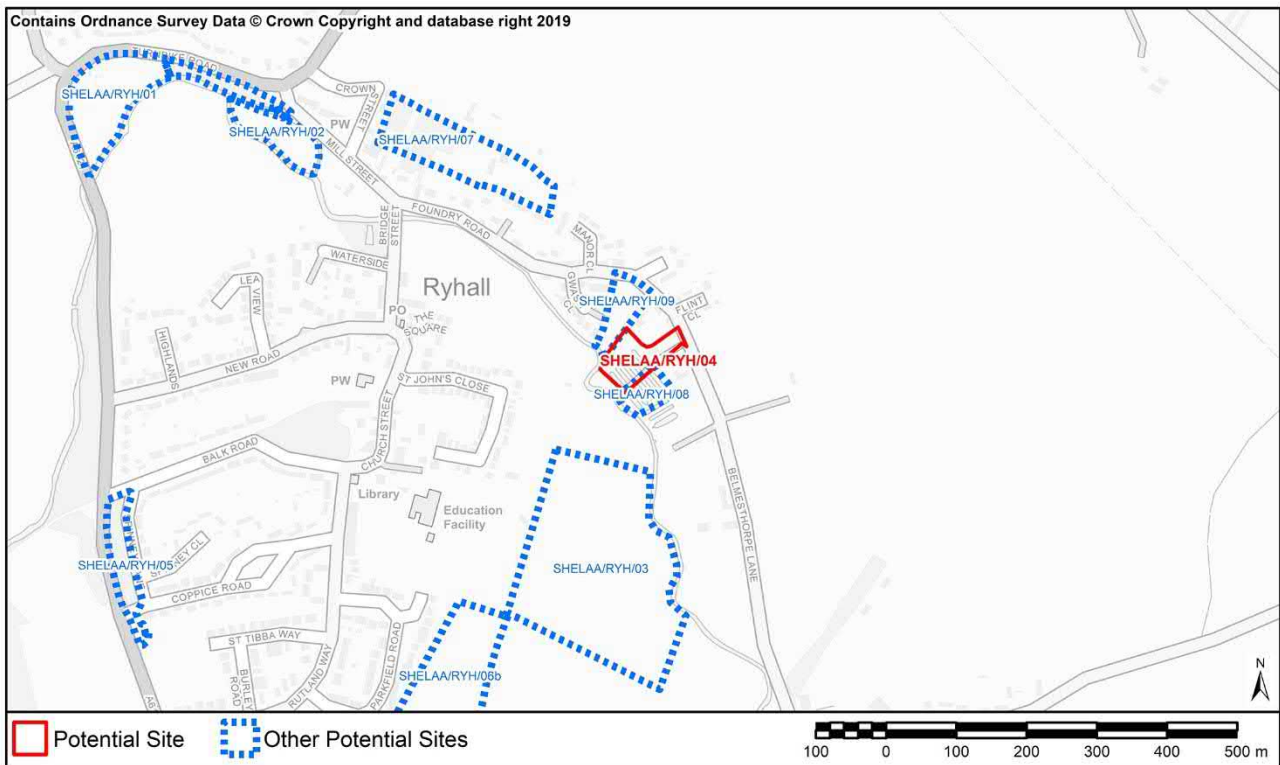 Contains Ordnance Survey Data © Crown Copyright and database right 2019
TURNPIKE ROAD
SHELAA/RYH/01
CROWN
STREET
PW
SHELAA/RYH/02
SHELAA/RYH/07
MILL STREET
FOUNDRY ROAD
BRIDGE
STREET
MANOR CL
WATERSIDE
Ryhall
LEA
VIEW
CL
SHELAA/RYH/09
FLINT
CL
PO
THE
SQUARE
HIGHLANDS
NEW ROAD
SHELAA/RYH/04
PW
ST JOHN'S CLOSE
SHELAA/RYH/08
CHURCH STREET
BALK ROAD
Library
Education
Facility
BELMESTHORPE LANE
SHELAA/RYH/05
SHELAA/RYH/03
COPPICE ROAD
ST TIBBA WAY
BURLEY
ROAD
RUTLAND WAY
PARKFIELD ROAD
SHELAA/RYH/06b
N
Potential Site
Other Potential Sites
100 0 100 200 300 400 500 m